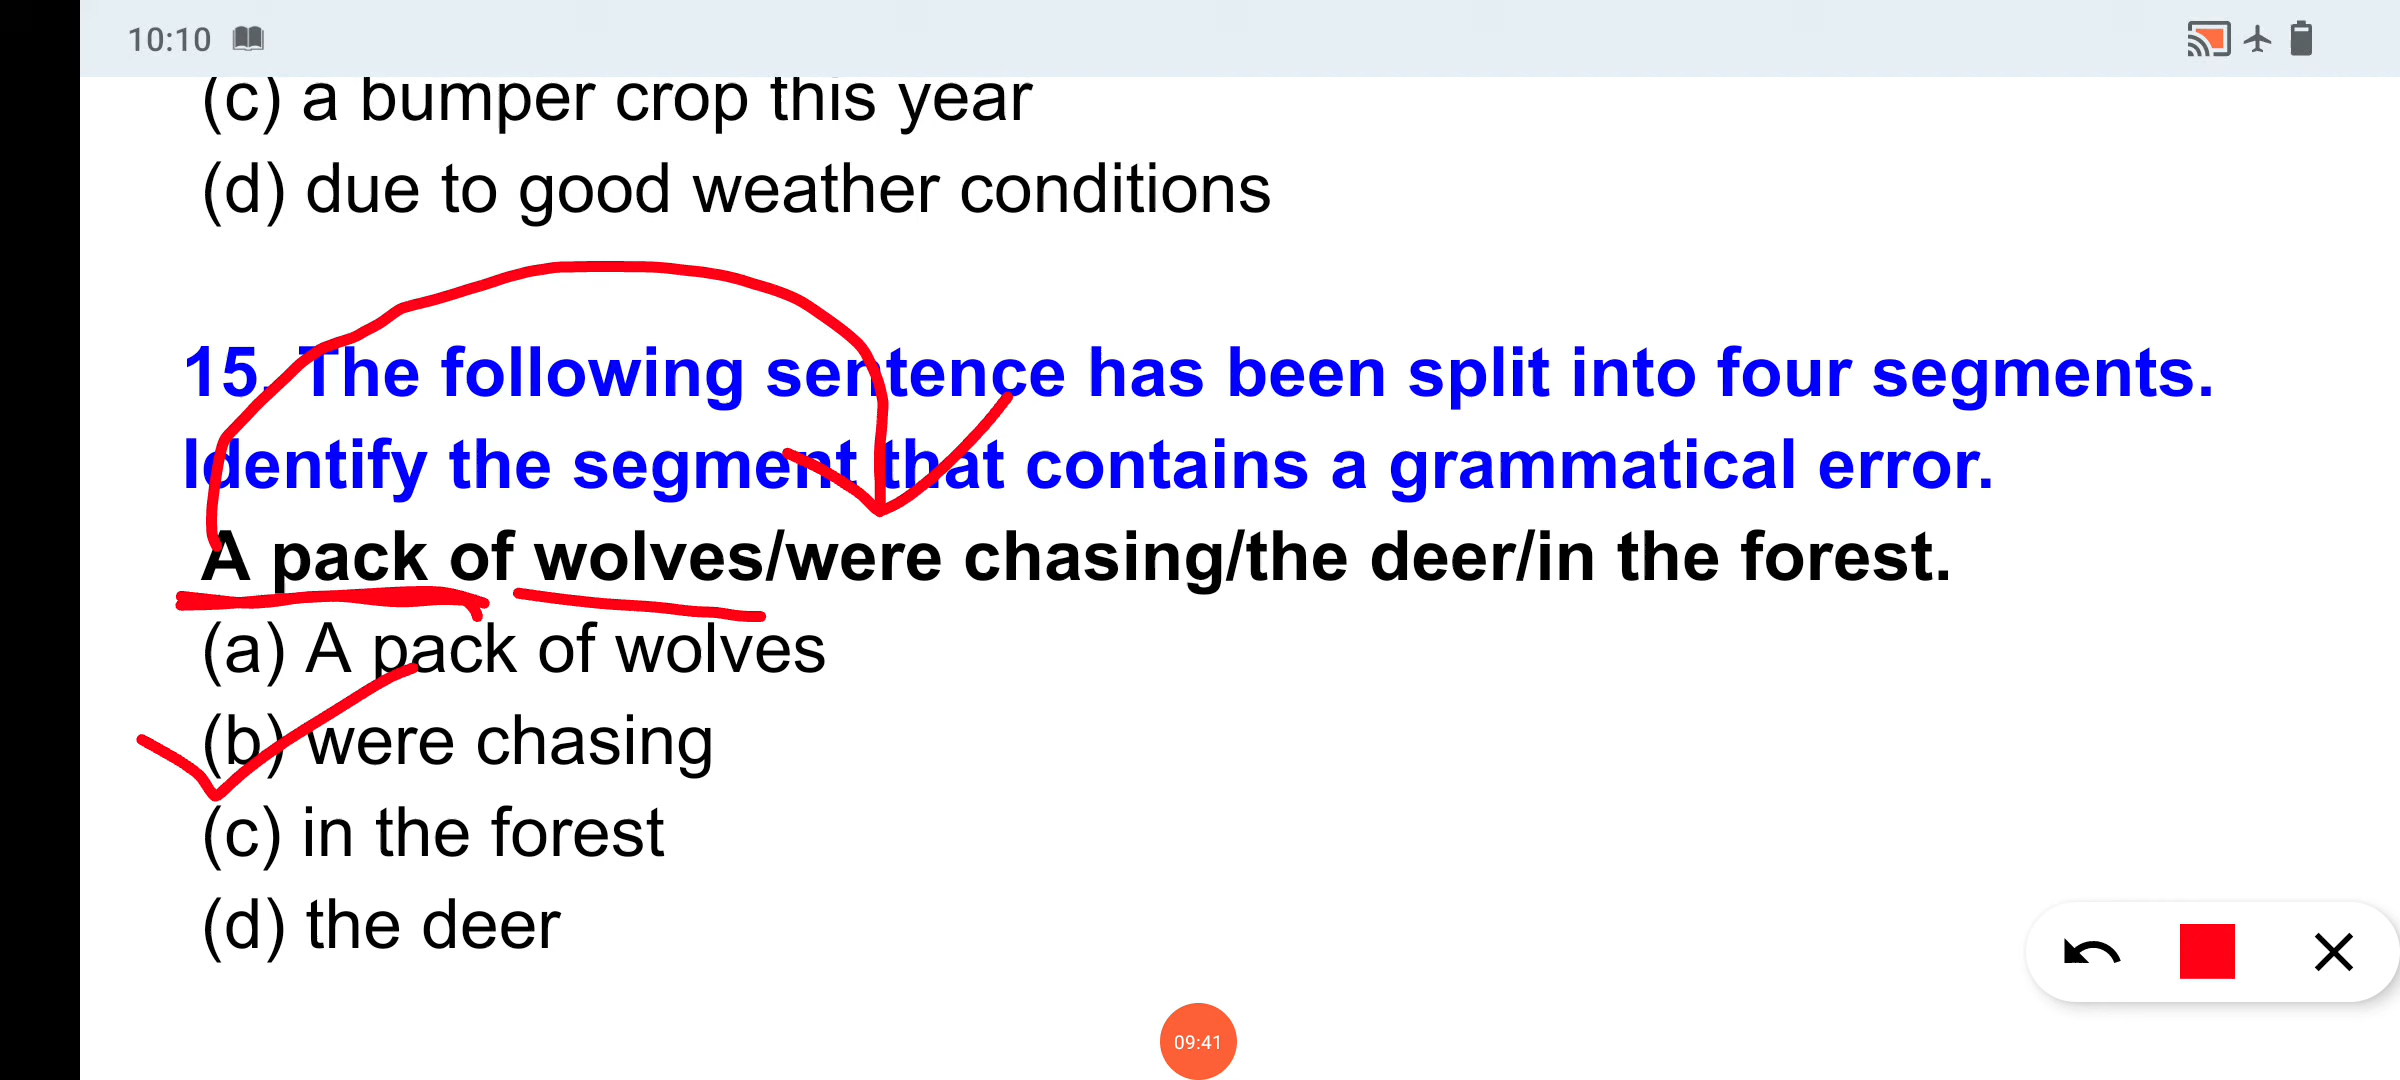 10:10
(c) a bumper crop this year
(d) due to good weather conditions
15. The following sentence has been split into four segments.
Identify the segment that contains a grammatical error.
A pack of wolves/were chasing/the deer/in the forest.
(a) A pack of wolves
(b) were chasing
(c) in the forest
(d) the deer
09:41